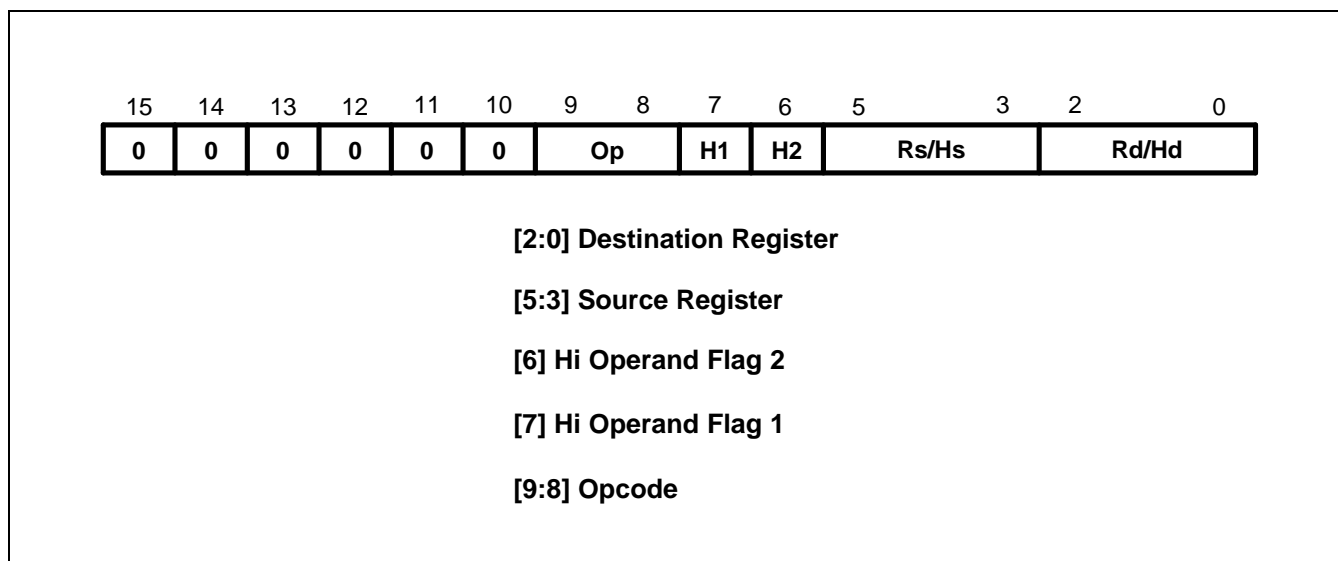 15 14 13 12 11 10 9 8 7 6 5 3 2 0
0 0 0 0 0 0 Op H1 H2 Rs/Hs Rd/Hd
[2:0] Destination Register
[5:3] Source Register
[6] Hi Operand Flag 2
[7] Hi Operand Flag 1
[9:8] Opcode